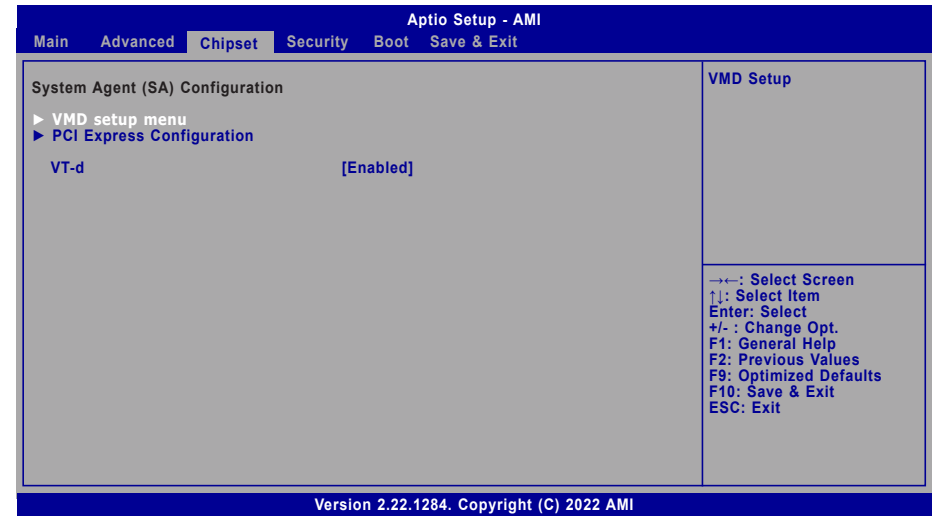 Aptio Setup - AMI
Main Advanced Chipset Security Boot Save & Exit
System Agent (SA) Configuration
► VMD setup menu
► PCI Express Configuration
VT-d [Enabled]
VMD Setup
→←: Select Screen
↑↓: Select Item
Enter: Select
+/- : Change Opt.
F1: General Help
F2: Previous Values
F9: Optimized Defaults
F10: Save & Exit
ESC: Exit
Version 2.22.1284. Copyright (C) 2022 AMI